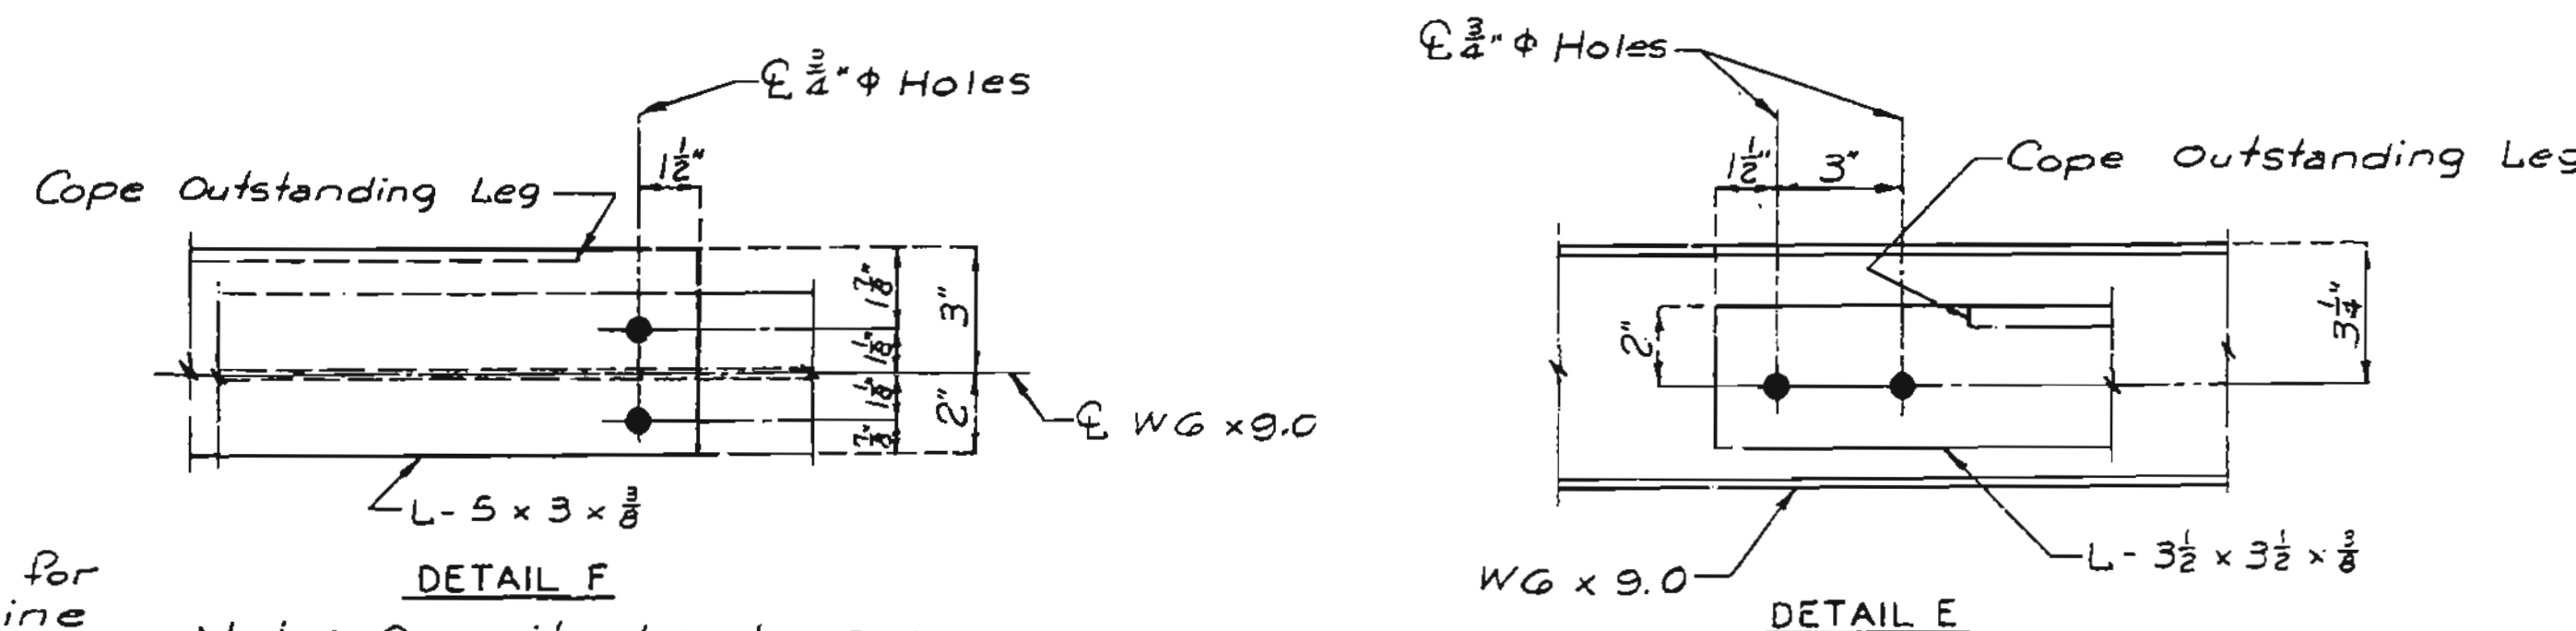 ℄ 3/4" ϕ Holes
1 1/2"
Cope Outstanding Leg
1 7/8"
1 1/8"
1 1/8"
7/8"
3"
2"
℄ W6 x 9.0
L - 5 x 3 x 3/8
DETAIL F
for
ine
℄ 3/4" ϕ Holes
1 1/2"
3"
Cope Outstanding Leg
2"
3 1/4"
L - 3 1/2 x 3 1/2 x 3/8
W6 x 9.0
DETAIL E